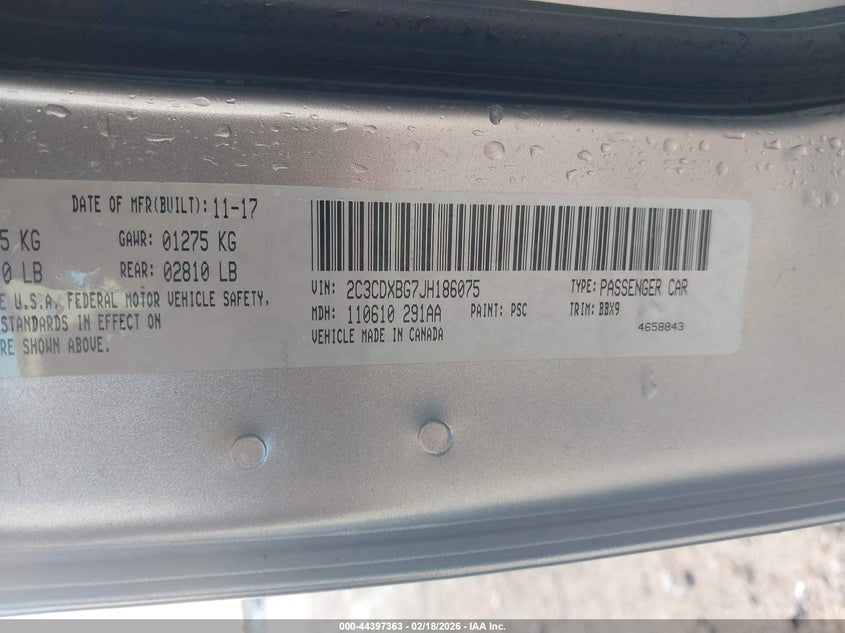 DATE OF MFR(BUILT): 11-17
5 KG GAWR: 01275 KG
0 LB REAR: 02810 LB
E U.S.A. FEDERAL MOTOR VEHICLE SAFETY,
STANDARDS IN EFFECT ON
RE SHOWN ABOVE.
VIN: 2C3CDXBG7JH186075 TYPE: PASSENGER CAR
MDH: 110610 291AA PAINT: PSC TRIM: BBX9
VEHICLE MADE IN CANADA 4658843
000-44397363 - 02/18/2026 - IAA Inc.